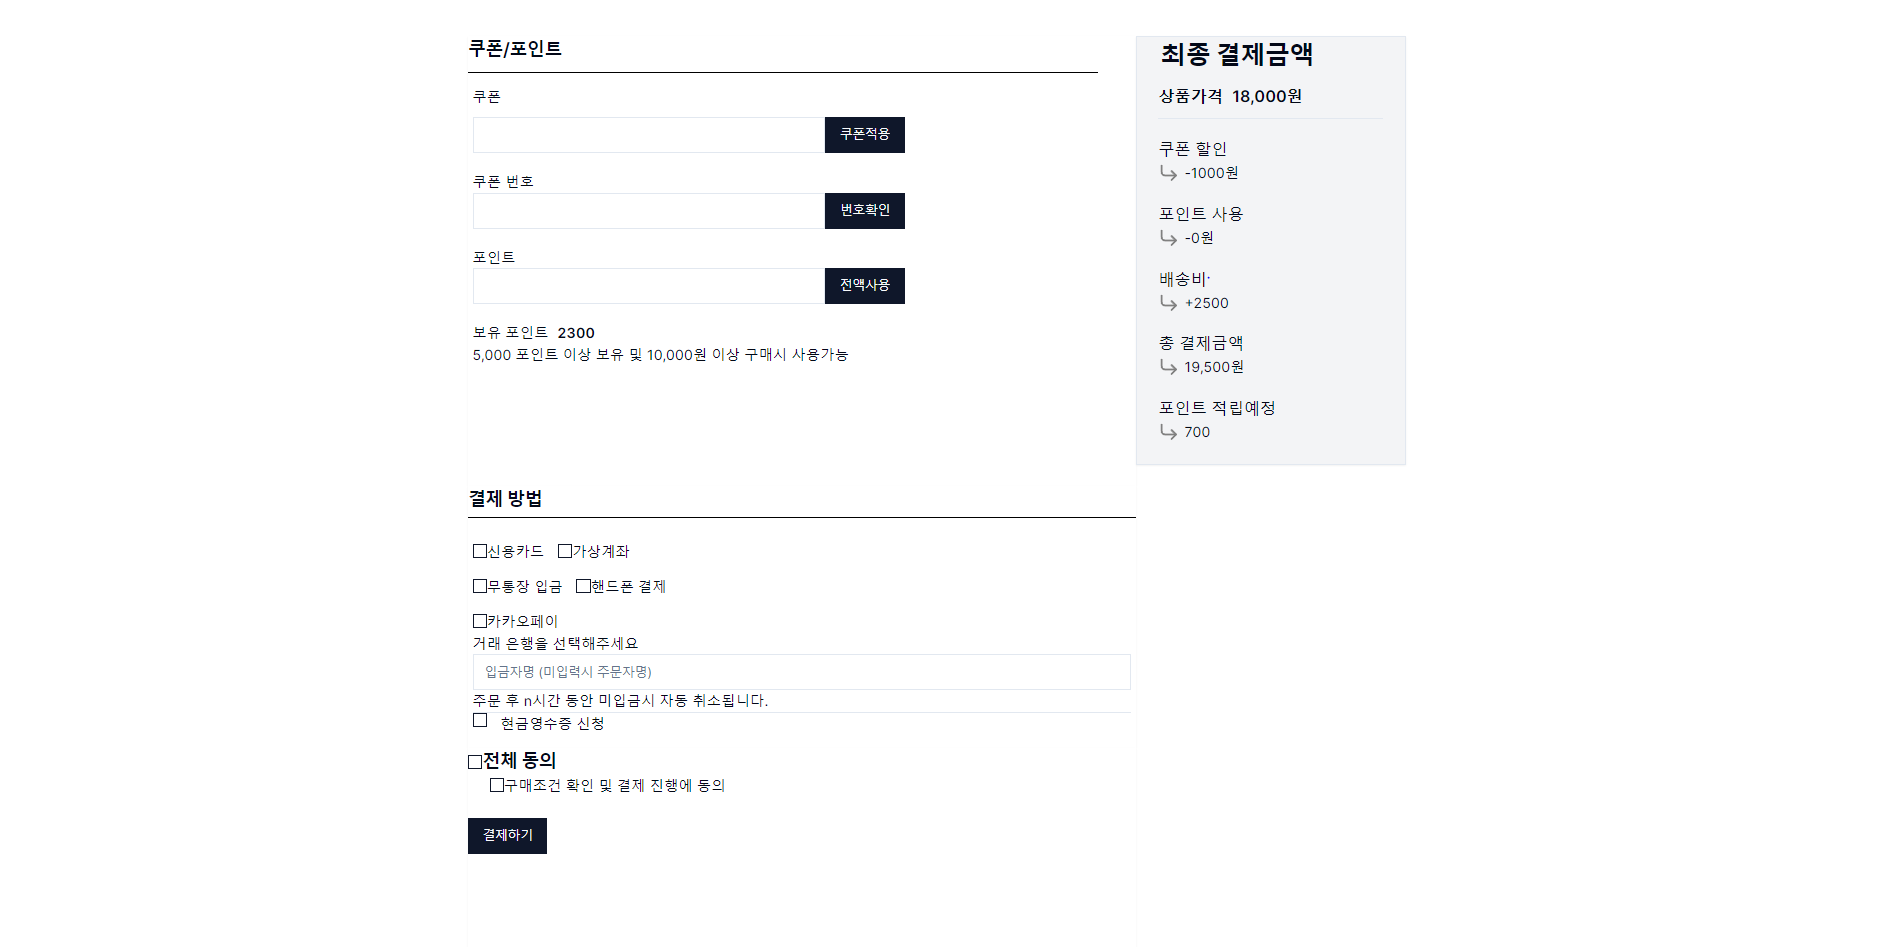 쿠폰/포인트
쿠폰
쿠폰적용
쿠폰 번호
번호확인
포인트
전액사용
보유 포인트 2300
5,000 포인트 이상 보유 및 10,000원 이상 구매시 사용가능
결제 방법
신용카드 가상계좌
무통장 입금 핸드폰 결제
카카오페이
거래 은행을 선택해주세요
입금자명 (미입력시 주문자명)
주문 후 n시간 동안 미입금시 자동 취소됩니다.
현금영수증 신청
전체 동의
구매조건 확인 및 결제 진행에 동의
결제하기
최종 결제금액
상품가격 18,000원
쿠폰 할인
-1000원
포인트 사용
-0원
배송비·
+2500
총 결제금액
19,500원
포인트 적립예정
700